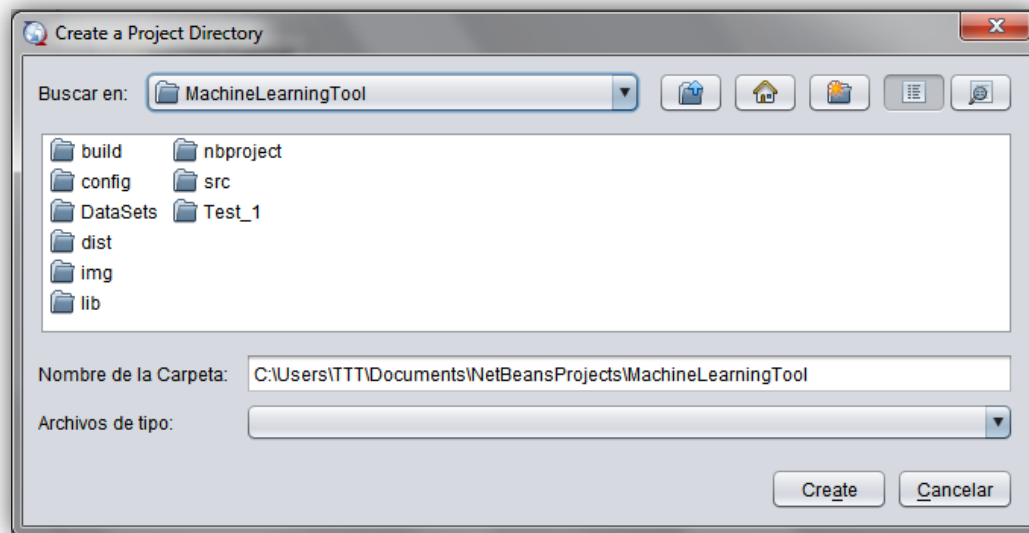 Create a Project Directory
Buscar en: MachineLearningTool
build nbproject
config src
DataSets Test_1
dist
img
lib
Nombre de la Carpeta: C:\Users\TTT\Documents\NetBeansProjects\MachineLearningTool
Archivos de tipo:
Create Cancelar